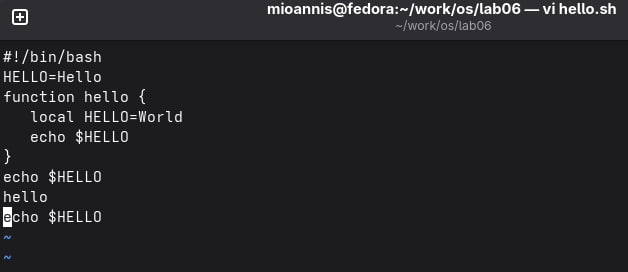 mioannis@fedora:~/work/os/lab06 — vi hello.sh
~/work/os/lab06
#!/bin/bash
HELLO=Hello
function hello {
   local HELLO=World
   echo $HELLO
}
echo $HELLO
hello
echo $HELLO
~
~